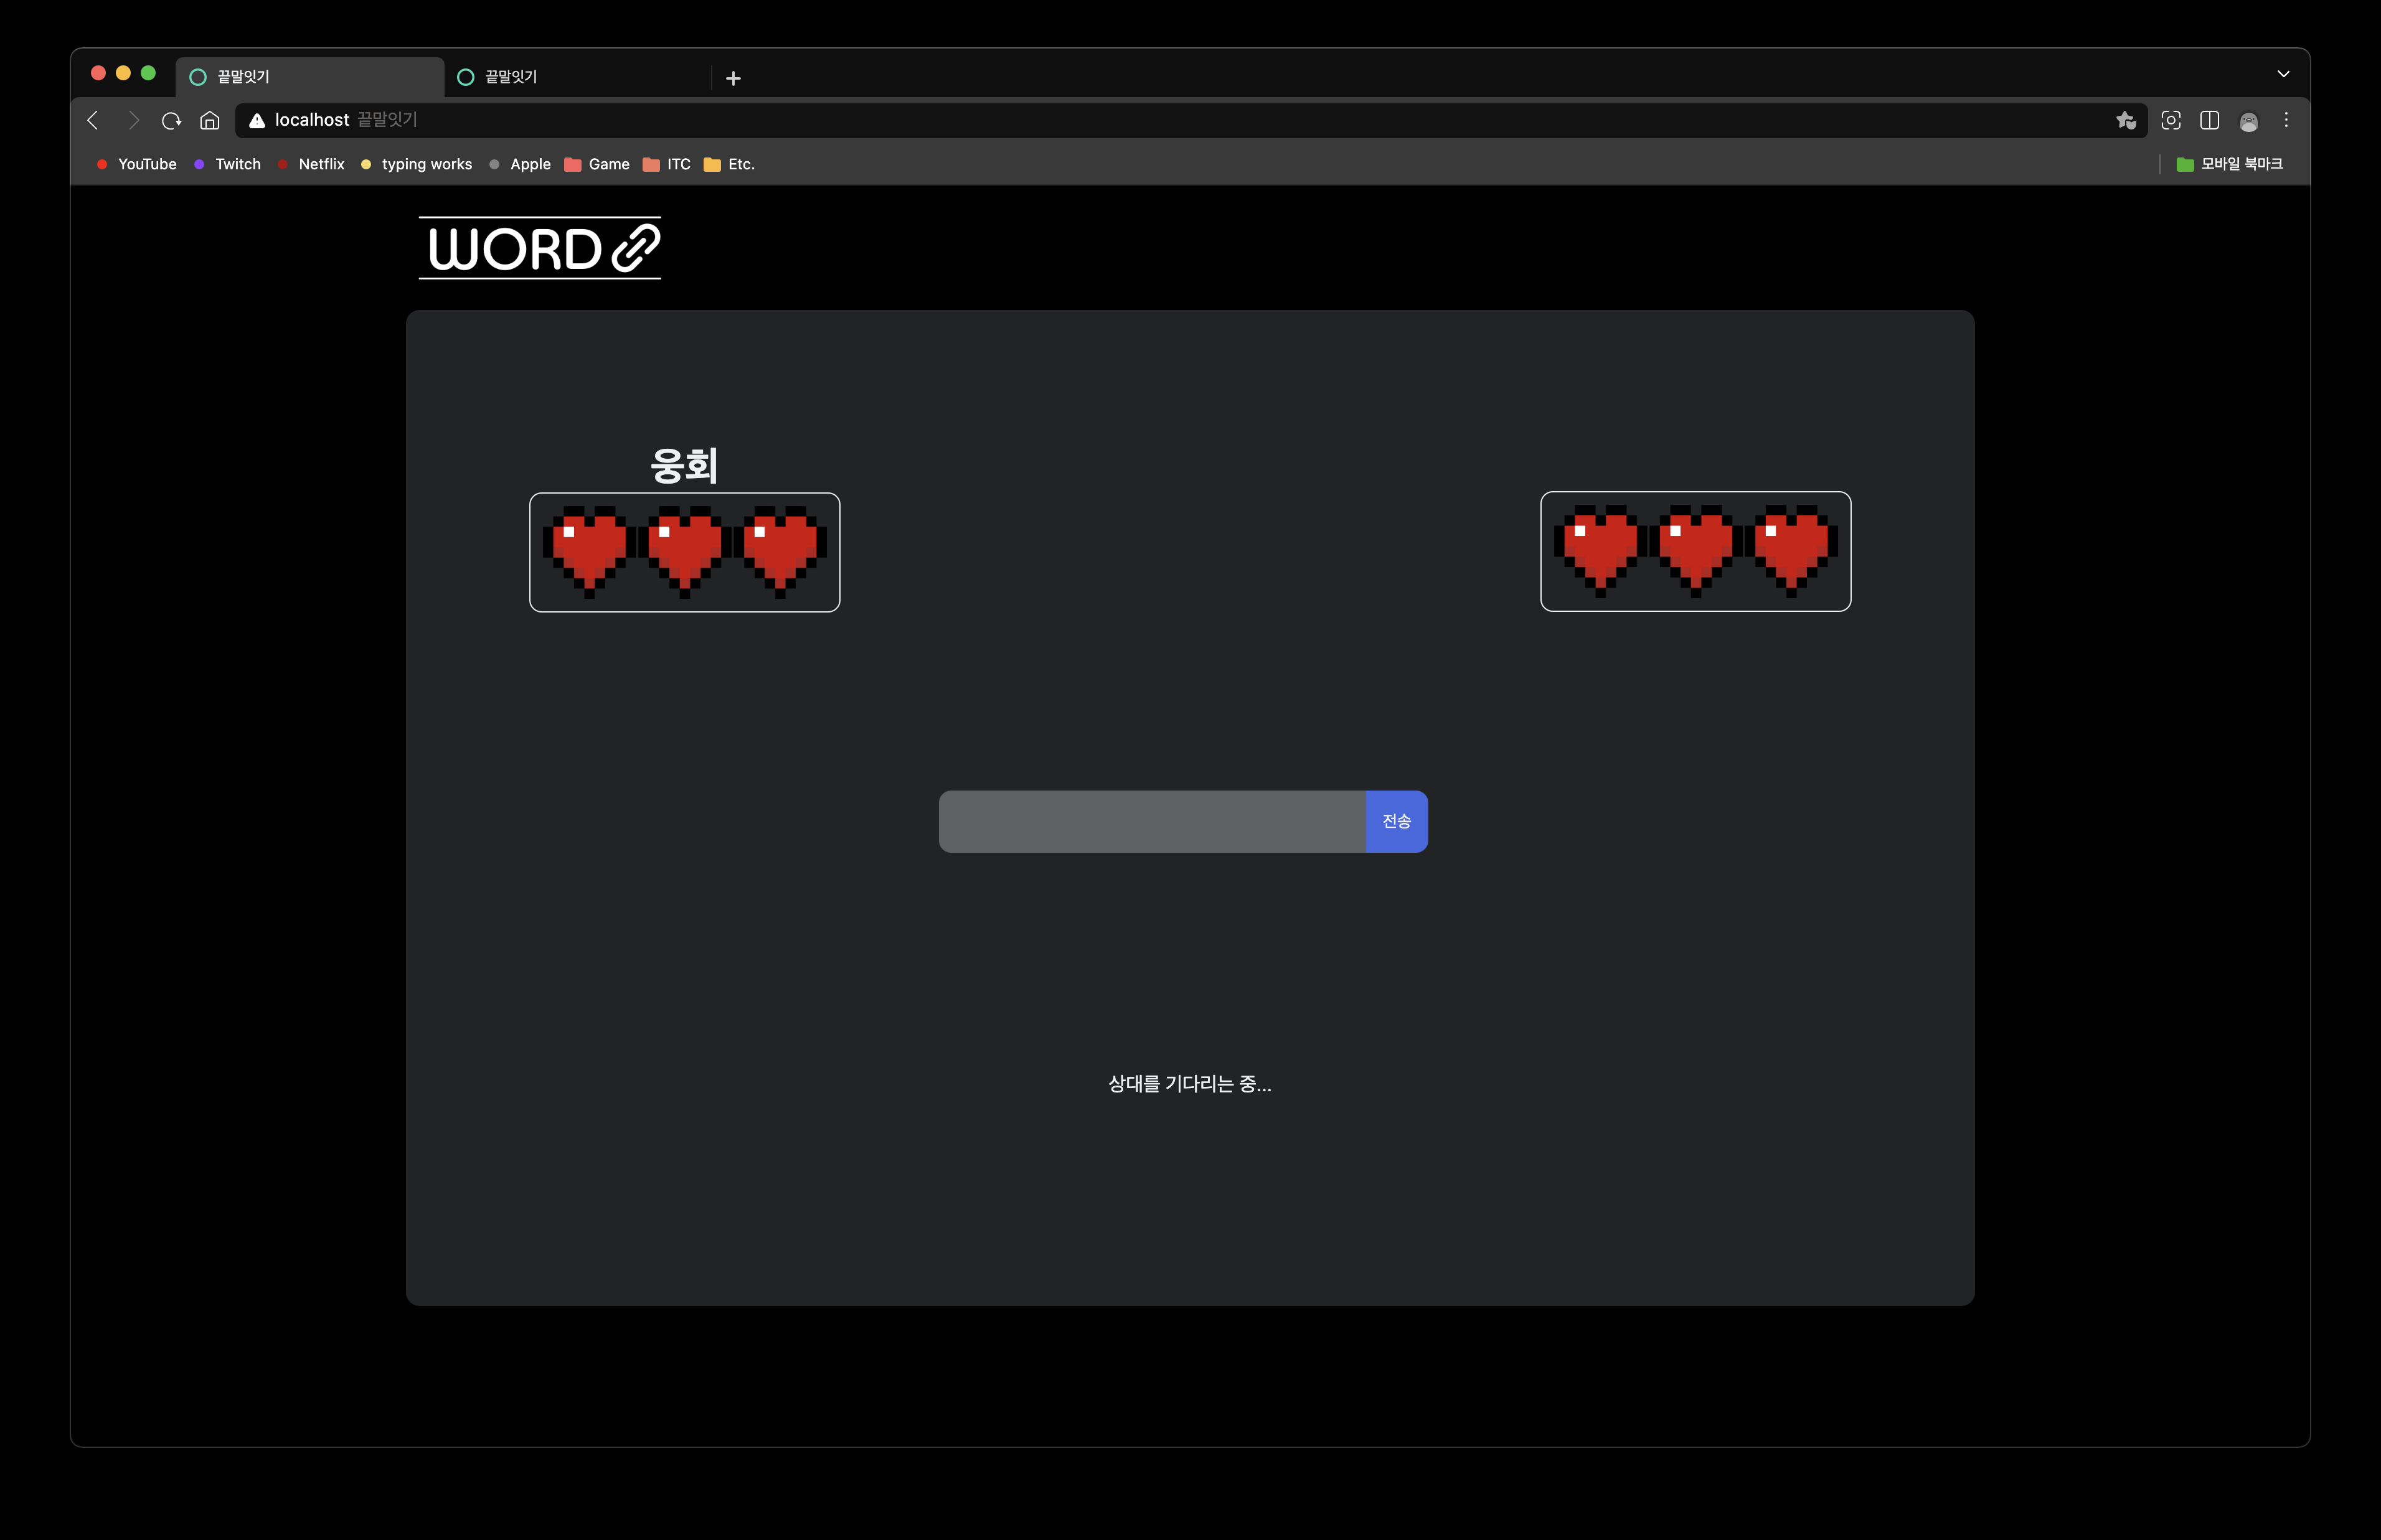 끝말잇기
끝말잇기
localhost 끝말잇기
YouTube Twitch Netflix typing works Apple Game ITC Etc. 모바일 북마크
WORD
웅회
전송
상대를 기다리는 중...